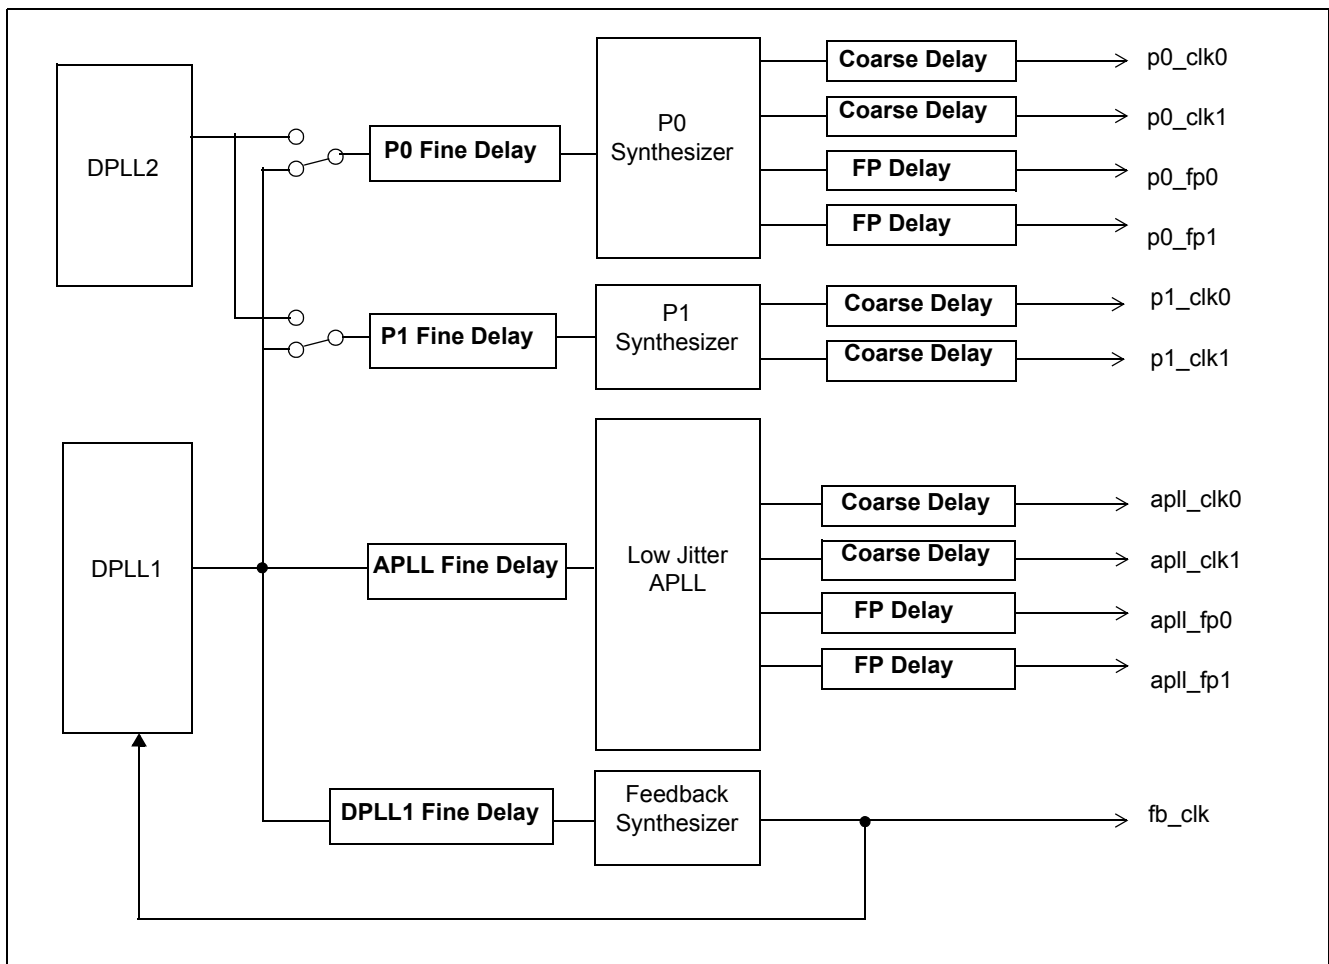 DPLL2
P0 Fine Delay
P0
Synthesizer
Coarse Delay
p0_clk0
Coarse Delay
p0_clk1
FP Delay
p0_fp0
FP Delay
p0_fp1
P1 Fine Delay
P1
Synthesizer
Coarse Delay
p1_clk0
Coarse Delay
p1_clk1
DPLL1
APLL Fine Delay
Low Jitter
APLL
Coarse Delay
apll_clk0
Coarse Delay
apll_clk1
FP Delay
apll_fp0
FP Delay
apll_fp1
DPLL1 Fine Delay
Feedback
Synthesizer
fb_clk